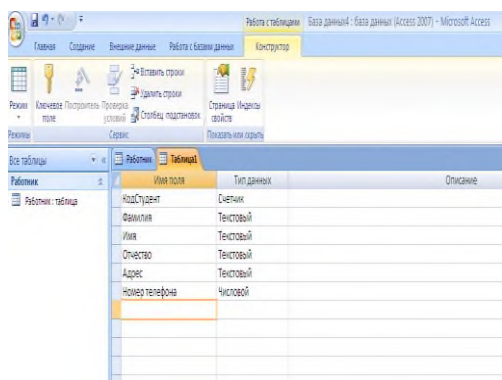 Работа с таблицами База данных4 : база данных (Access 2007) - Microsoft Access
Главная Создание Внешние данные Работа с базами данных Конструктор
Режим
Ключевое поле
Построитель
Проверка условий
Вставить строки
Удалить строки
Столбец подстановок
Страница свойств
Индексы
Режимы Сервис Показать или скрыть
Все таблицы Работник Таблица1
Работник Имя поля Тип данных Описание
Работник : таблица КодСтудент Счетчик
Фамилия Текстовый
Имя Текстовый
Отчество Текстовый
Адрес Текстовый
Номер телефона Числовой